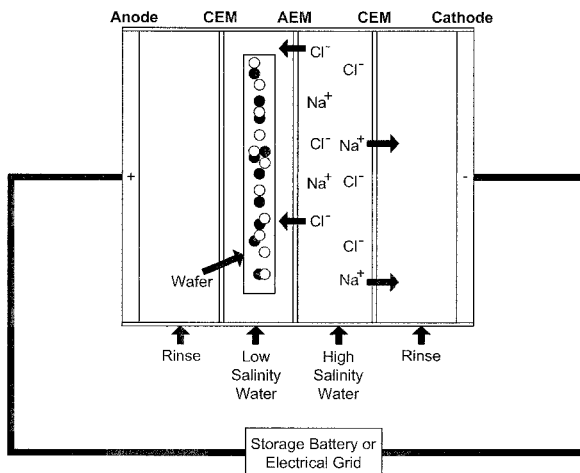 Anode CEM AEM CEM Cathode
Cl⁻
Cl⁻
Na⁺
Cl⁻ Na⁺
Na⁺ Cl⁻
Cl⁻
Cl⁻
Na⁺
+
-
Wafer
Rinse Low Salinity Water High Salinity Water Rinse
Storage Battery or
Electrical Grid